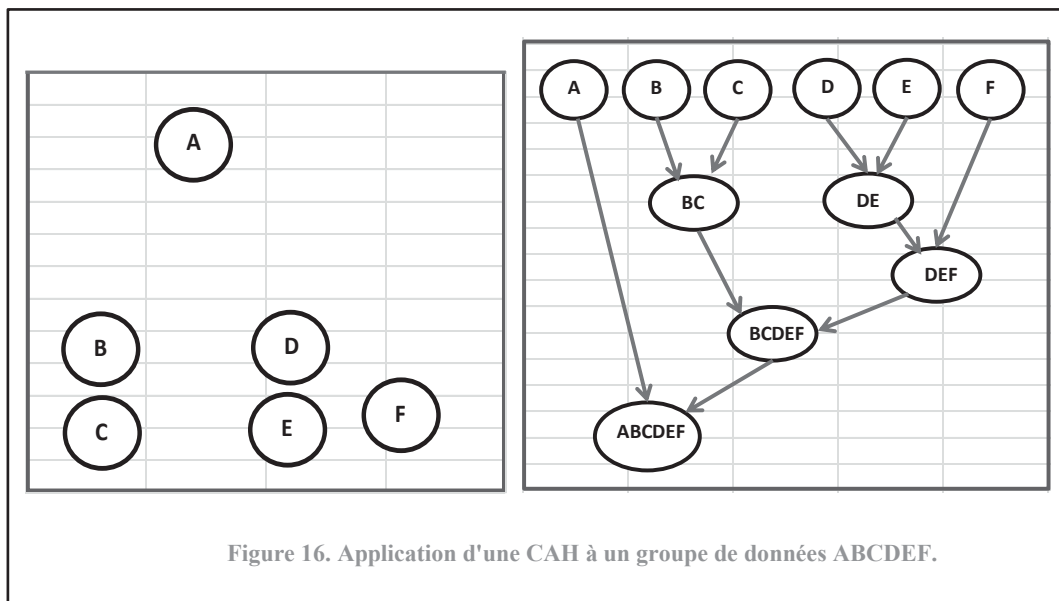 A
B
D
C
E
F
A B C D E F
BC
DE
DEF
BCDEF
ABCDEF
Figure 16. Application d'une CAH à un groupe de données ABCDEF.